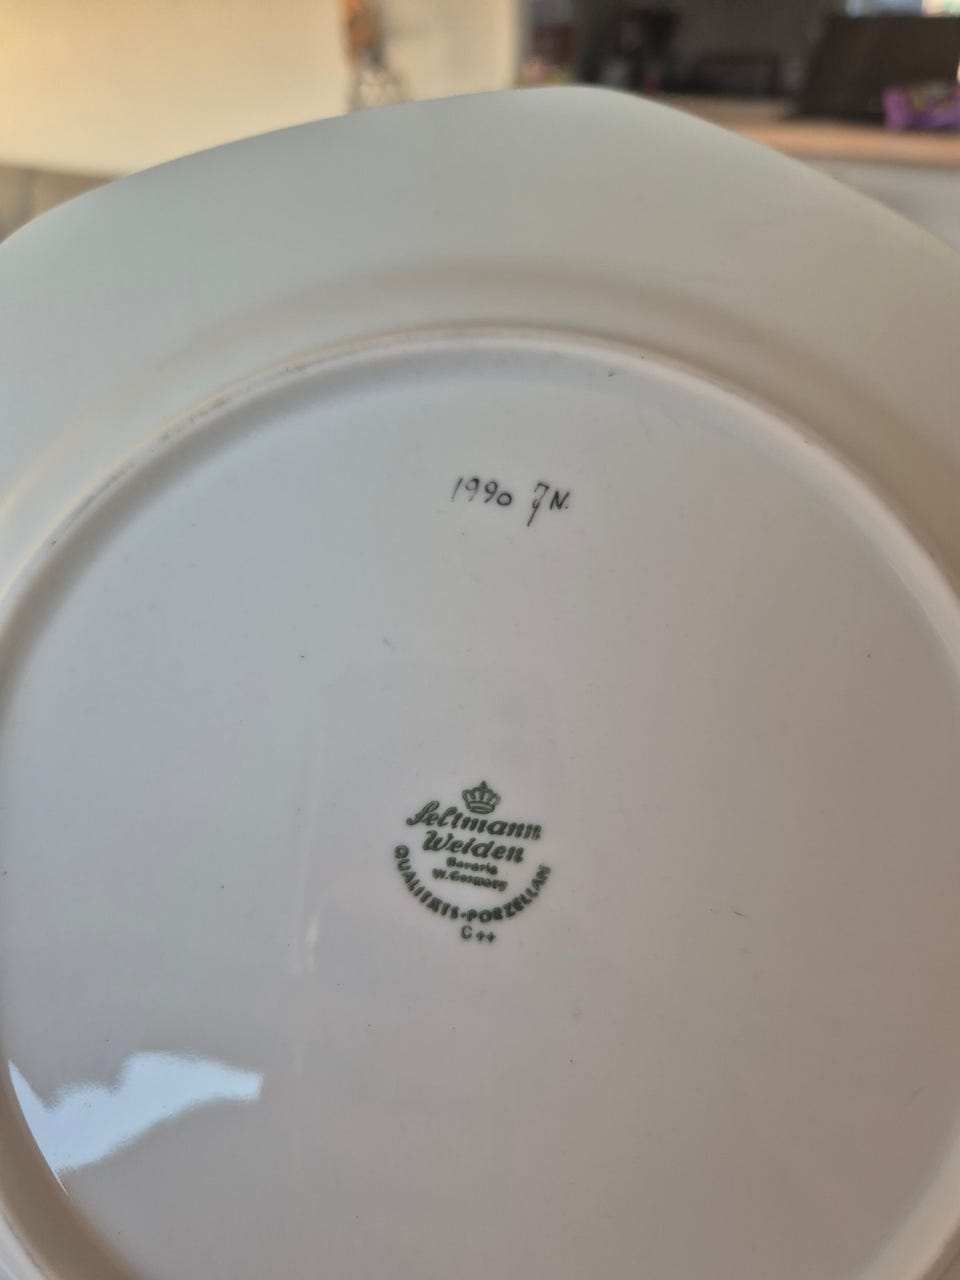 1990 JN.
Seltmann
Weiden
Bavaria
W.Germany
QUALITÄTS-PORZELLAN
C++